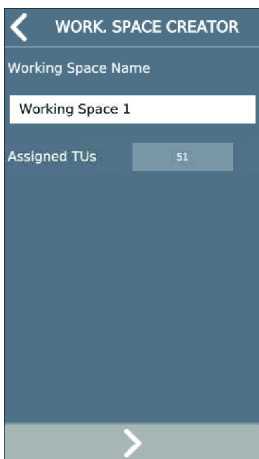 WORK. SPACE CREATOR
Working Space Name
Working Space 1
Assigned TUs 51